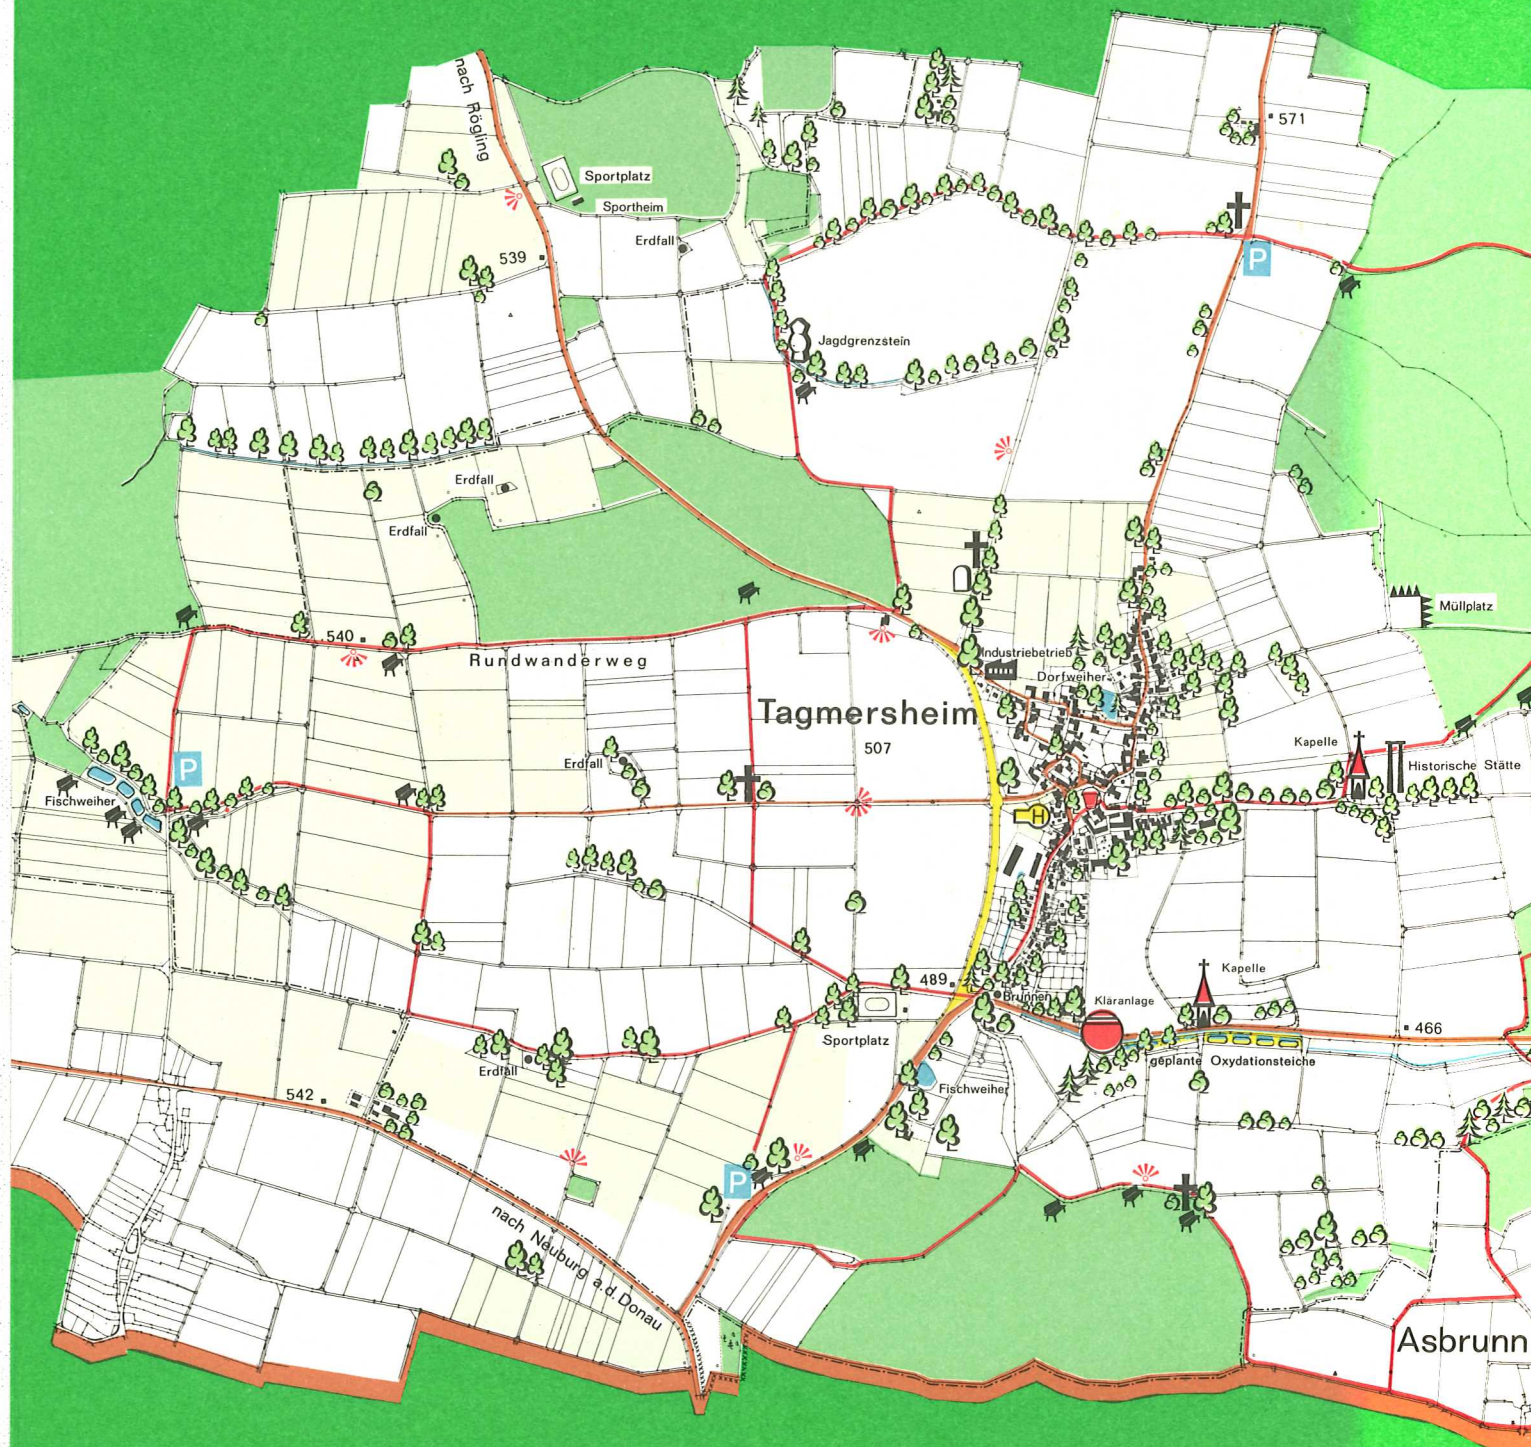 nach Rögling
571
Sportplatz
Sportheim
Erdfall
539
P
Jagdgrenzstein
Erdfall
Erdfall
Müllplatz
540
Rundwanderweg
Industriebetrieb
Dorfweiher
Tagmersheim
507
Kapelle
Historische Stätte
Erdfall
P
Fischweiher
H
489
Brunnen
Kapelle
Kläranlage
466
Sportplatz
geplante Oxydationsteiche
Erdfall
Fischweiher
542
P
nach Neuburg a.d. Donau
Asbrunn